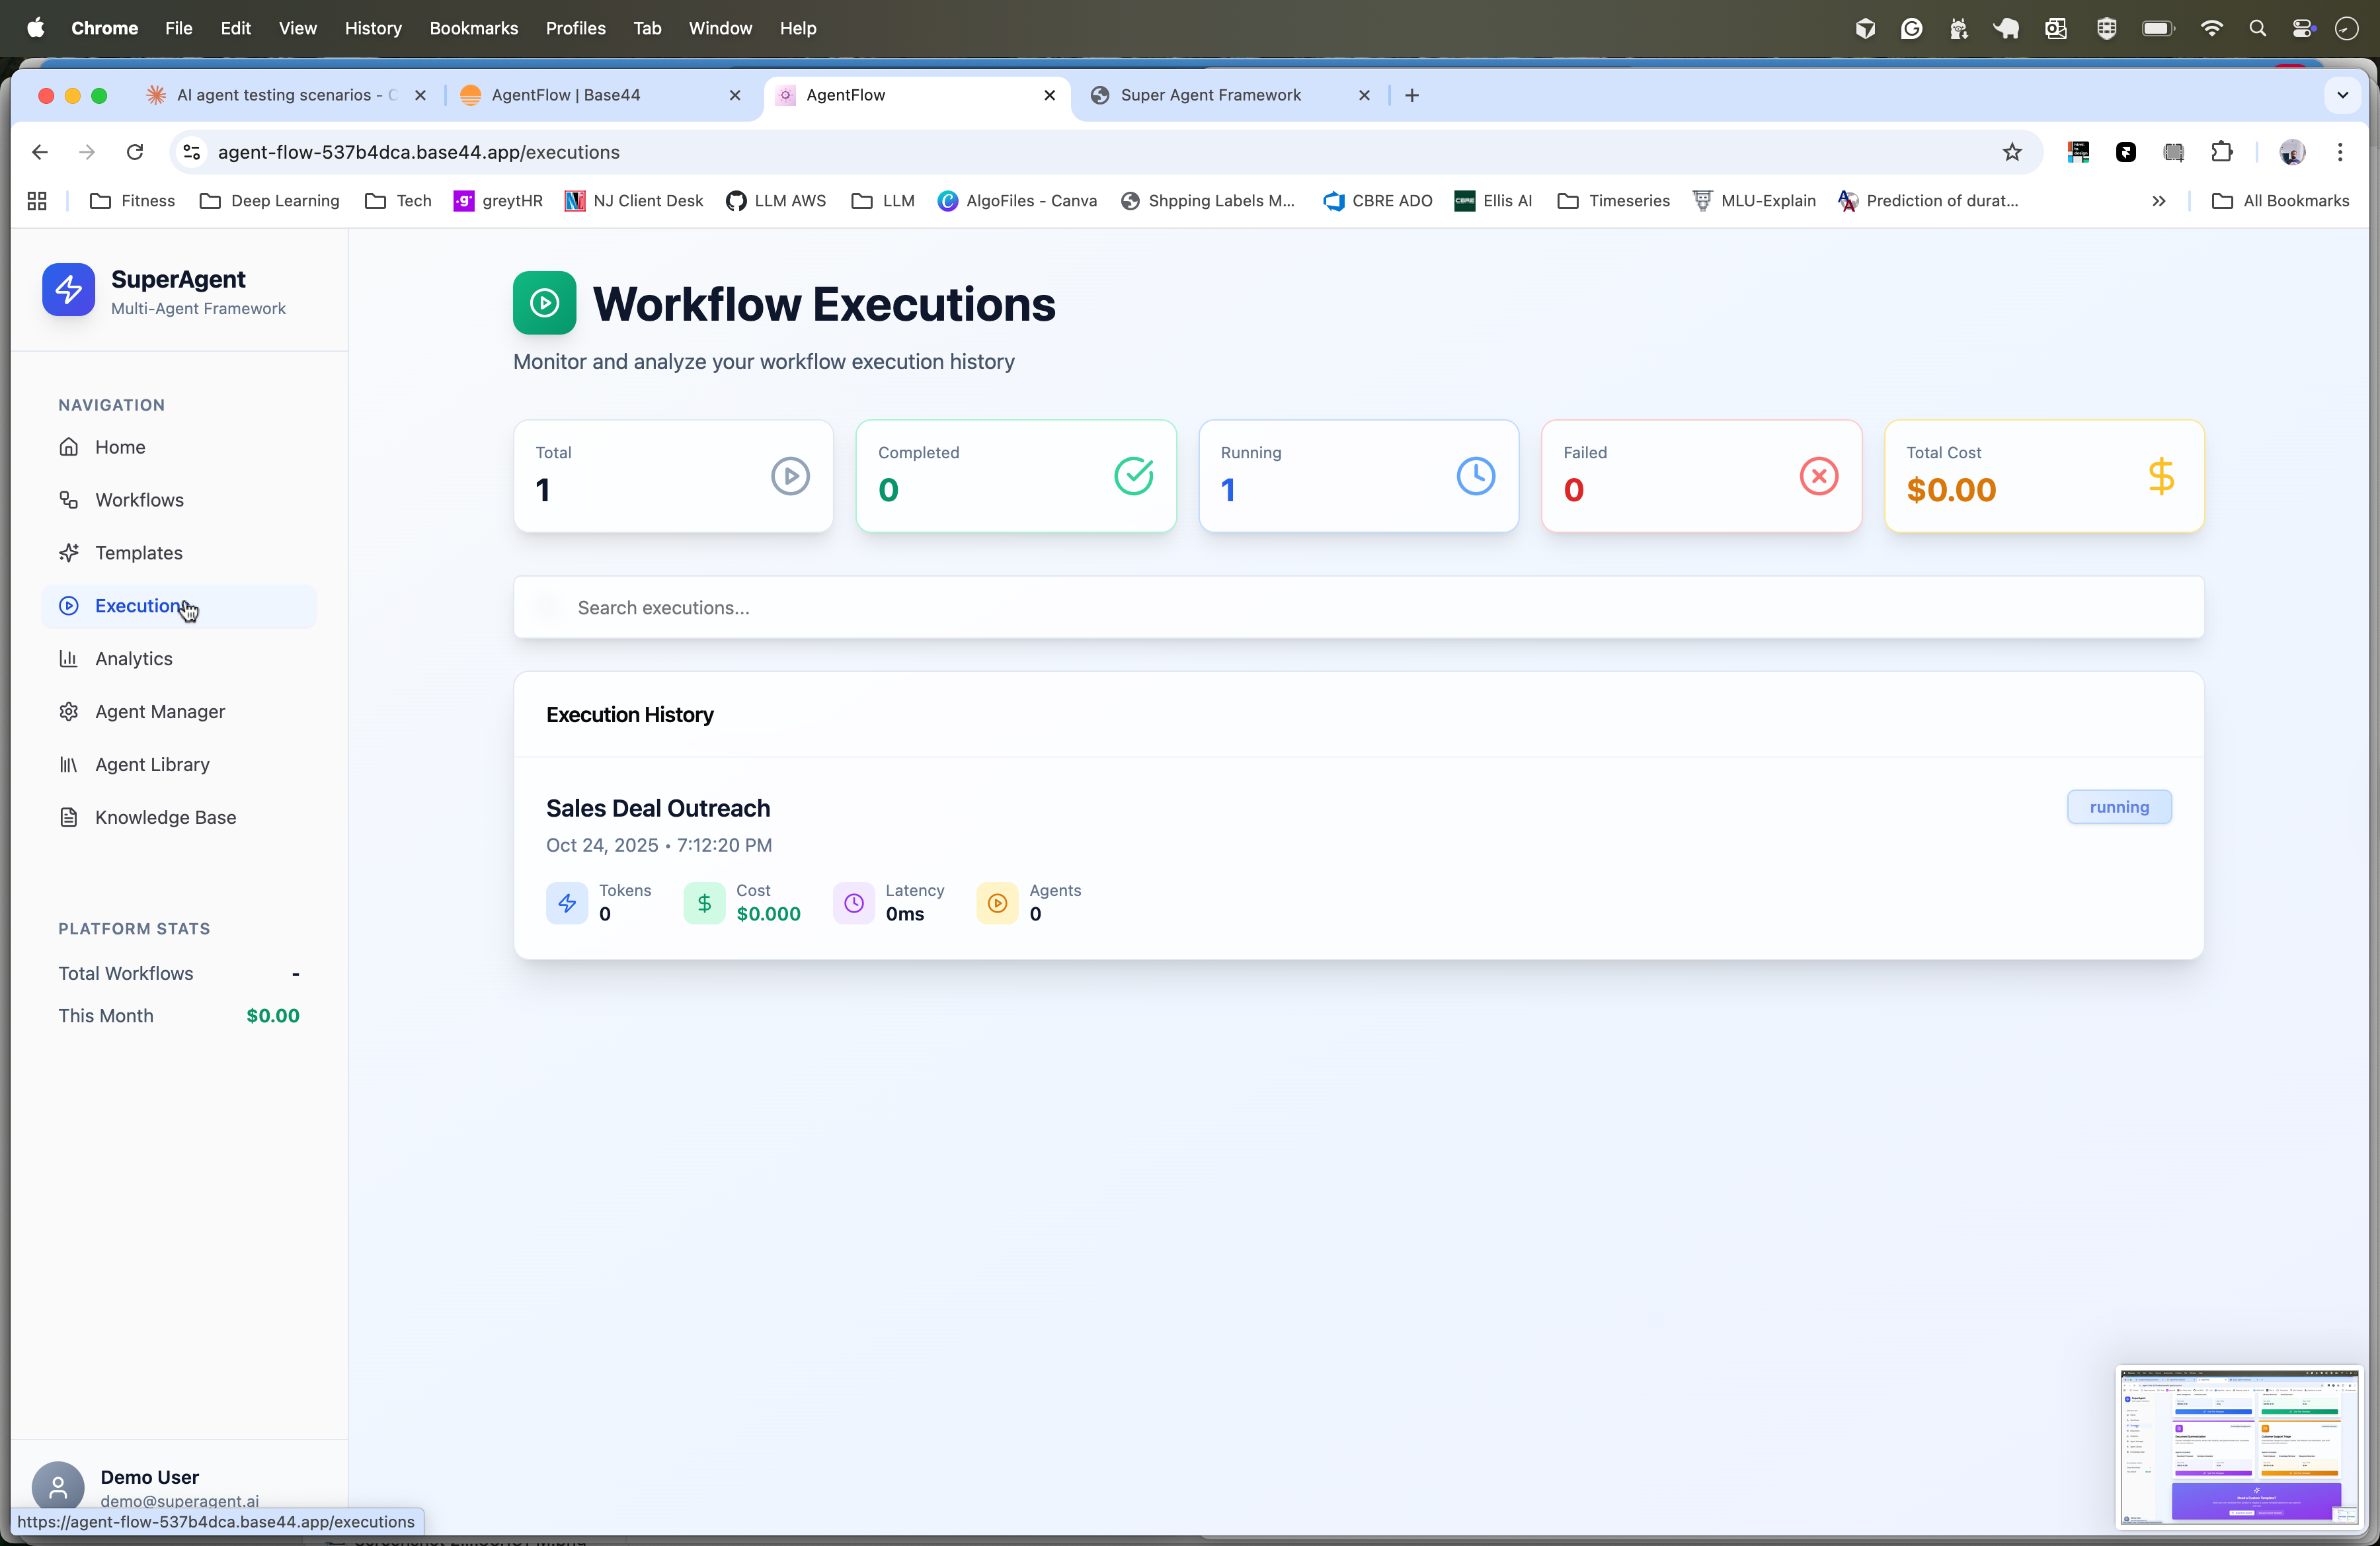 Chrome File Edit View History Bookmarks Profiles Tab Window Help
AI agent testing scenarios - C
AgentFlow | Base44
AgentFlow
Super Agent Framework
agent-flow-537b4dca.base44.app/executions
Fitness
Deep Learning
Tech
greytHR
NJ Client Desk
LLM AWS
LLM
AlgoFiles - Canva
Shpping Labels M...
CBRE ADO
Ellis AI
Timeseries
MLU-Explain
Prediction of durat...
All Bookmarks
SuperAgent
Multi-Agent Framework
NAVIGATION
Home
Workflows
Templates
Execution
Analytics
Agent Manager
Agent Library
Knowledge Base
PLATFORM STATS
Total Workflows -
This Month $0.00
Demo User
demo@superagent.ai
https://agent-flow-537b4dca.base44.app/executions
Workflow Executions
Monitor and analyze your workflow execution history
Total
1
Completed
0
Running
1
Failed
0
Total Cost
$0.00
Search executions...
Execution History
Sales Deal Outreach
running
Oct 24, 2025 • 7:12:20 PM
Tokens
0
Cost
$0.000
Latency
0ms
Agents
0